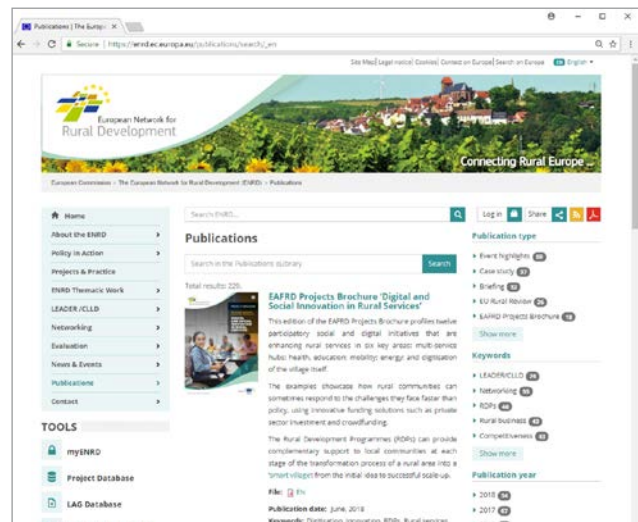 Publications | The Europ
Secure | https://enrd.ec.europa.eu/publications/search/_en
Site Map| Legal notice| Cookies| Contact on Europa| Search on Europa EN English
European Network for
Rural Development
Connecting Rural Europe ...
European Commission > The European Network for Rural Development (ENRD) > Publications
Home
About the ENRD
Policy in Action
Projects & Practice
ENRD Thematic Work
LEADER/CLLD
Networking
Evaluation
News & Events
Publications
Contact
TOOLS
myENRD
Project Database
LAG Database
Search ENRD...
Publications
Search in the Publications Library
Search
Total results: 226.
EAFRD Projects Brochure 'Digital and
Social Innovation in Rural Services'
This edition of the EAFRD Projects Brochure profiles twelve
participatory social and digital initiatives that are
enhancing rural services in six key areas: multi-service
hubs; health; education; mobility; energy; and digitisation
of the village itself.
The examples showcase how rural communities can
sometimes respond to the challenges they face faster than
policy, using innovative funding solutions such as private
sector investment and crowdfunding.
The Rural Development Programmes (RDPs) can provide
complementary support to local communities at each
stage of the transformation process of a rural area into a
'smart village' from the initial idea to successful scale-up.
File: EN
Publication date: June, 2018
Keywords: Digitisation, Innovation, RDPs, Rural services
Log in Share
Publication type
Event highlights
Case study
Briefing
EU Rural Review
EAFRD Projects Brochure
Show more
Keywords
LEADER/CLLD
Networking
RDPs
Rural business
Competitiveness
Show more
Publication year
2018
2017